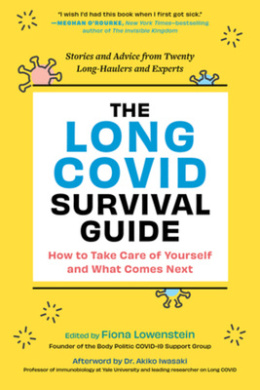 "I wish I'd had this book when I first got sick."
—MEGHAN O'ROURKE, New York Times–bestselling
author of The Invisible Kingdom
Stories and Advice from Twenty
Long-Haulers and Experts
THE
LONG
COVID
SURVIVAL
GUIDE
How to Take Care of Yourself
and What Comes Next
Edited by Fiona Lowenstein
Founder of the Body Politic COVID-19 Support Group
Afterword by Dr. Akiko Iwasaki
Professor of Immunobiology at Yale University and leading researcher on Long COVID